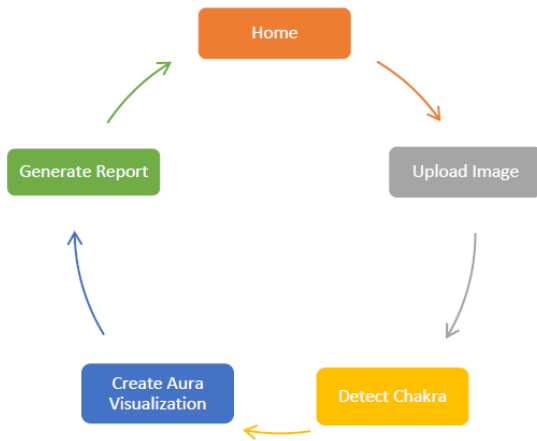 Home
Upload Image
Detect Chakra
Create Aura
Visualization
Generate Report